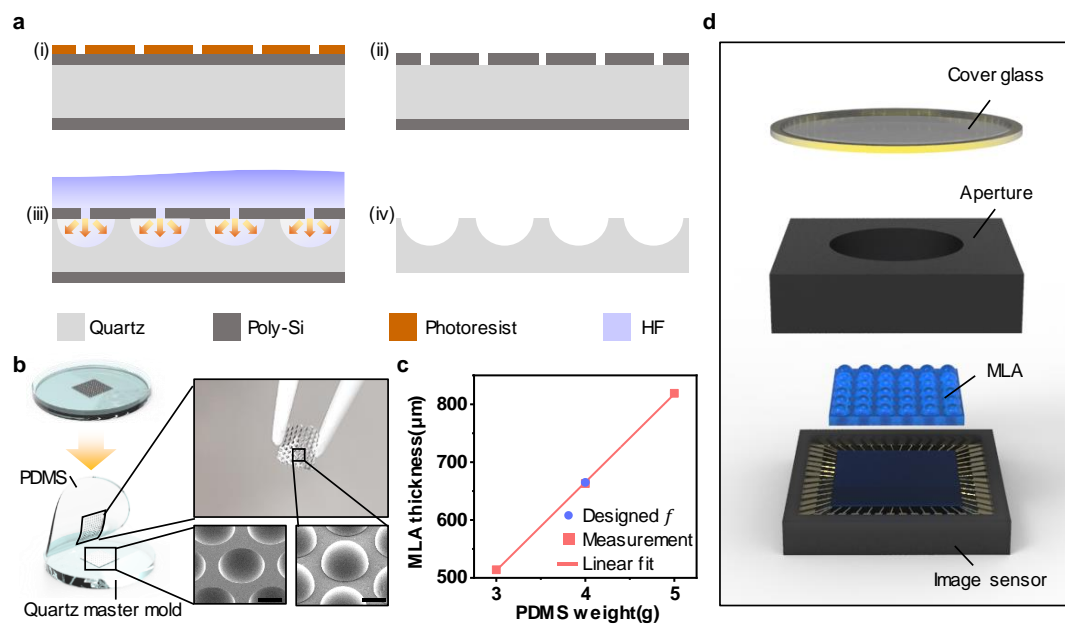 a
(i)
(ii)
(iii)
(iv)
Quartz
Poly-Si
Photoresist
HF
b
PDMS
Quartz master mold
c
MLA thickness(μm)
800
700
600
500
Designed f
Measurement
Linear fit
3
4
5
PDMS weight(g)
d
Cover glass
Aperture
MLA
Image sensor